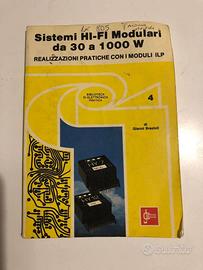 Sistemi HI-FI Modulari
da 30 a 1000 W
REALIZZAZIONI PRATICHE CON I MODULI ILP
BIBLIOTECA
DI ELETTRONICA
PRATICA
4
di
Gianni Brazioli
subito